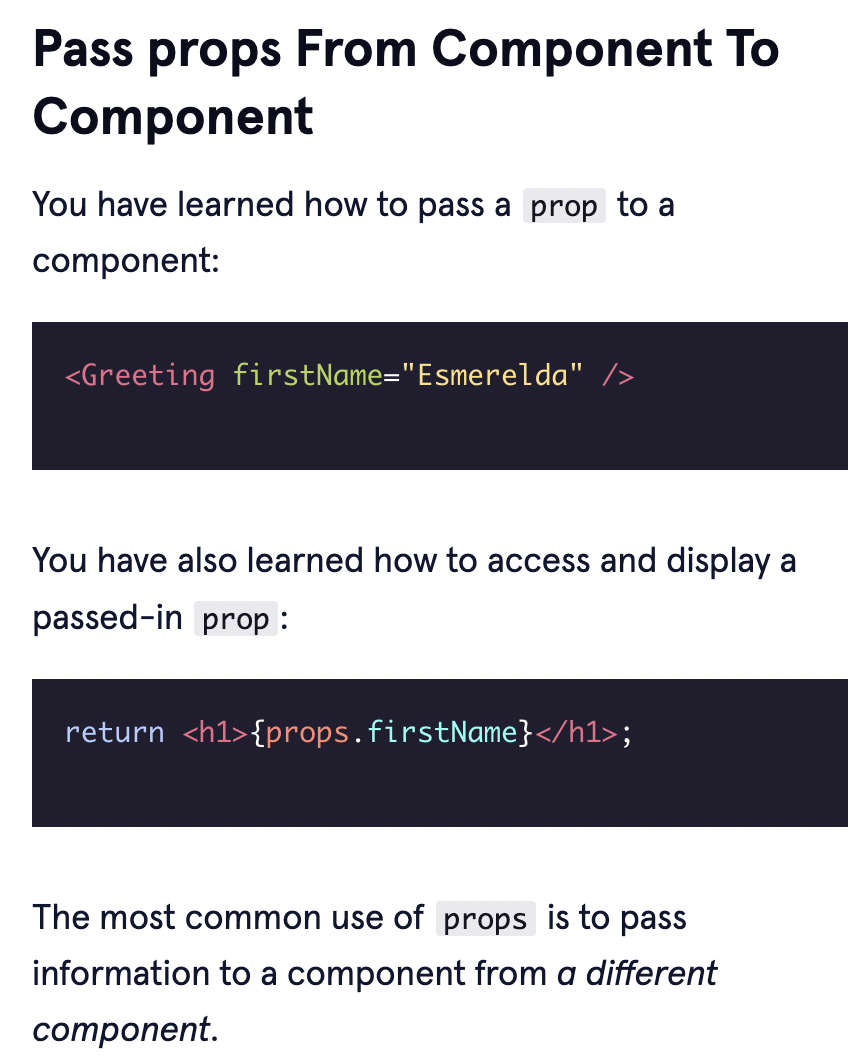 Pass props From Component To
Component
You have learned how to pass a prop to a
component:
<Greeting firstName="Esmerelda" />
You have also learned how to access and display a
passed-in prop:
return <h1>{props.firstName}</h1>;
The most common use of props is to pass
information to a component from a different
component.